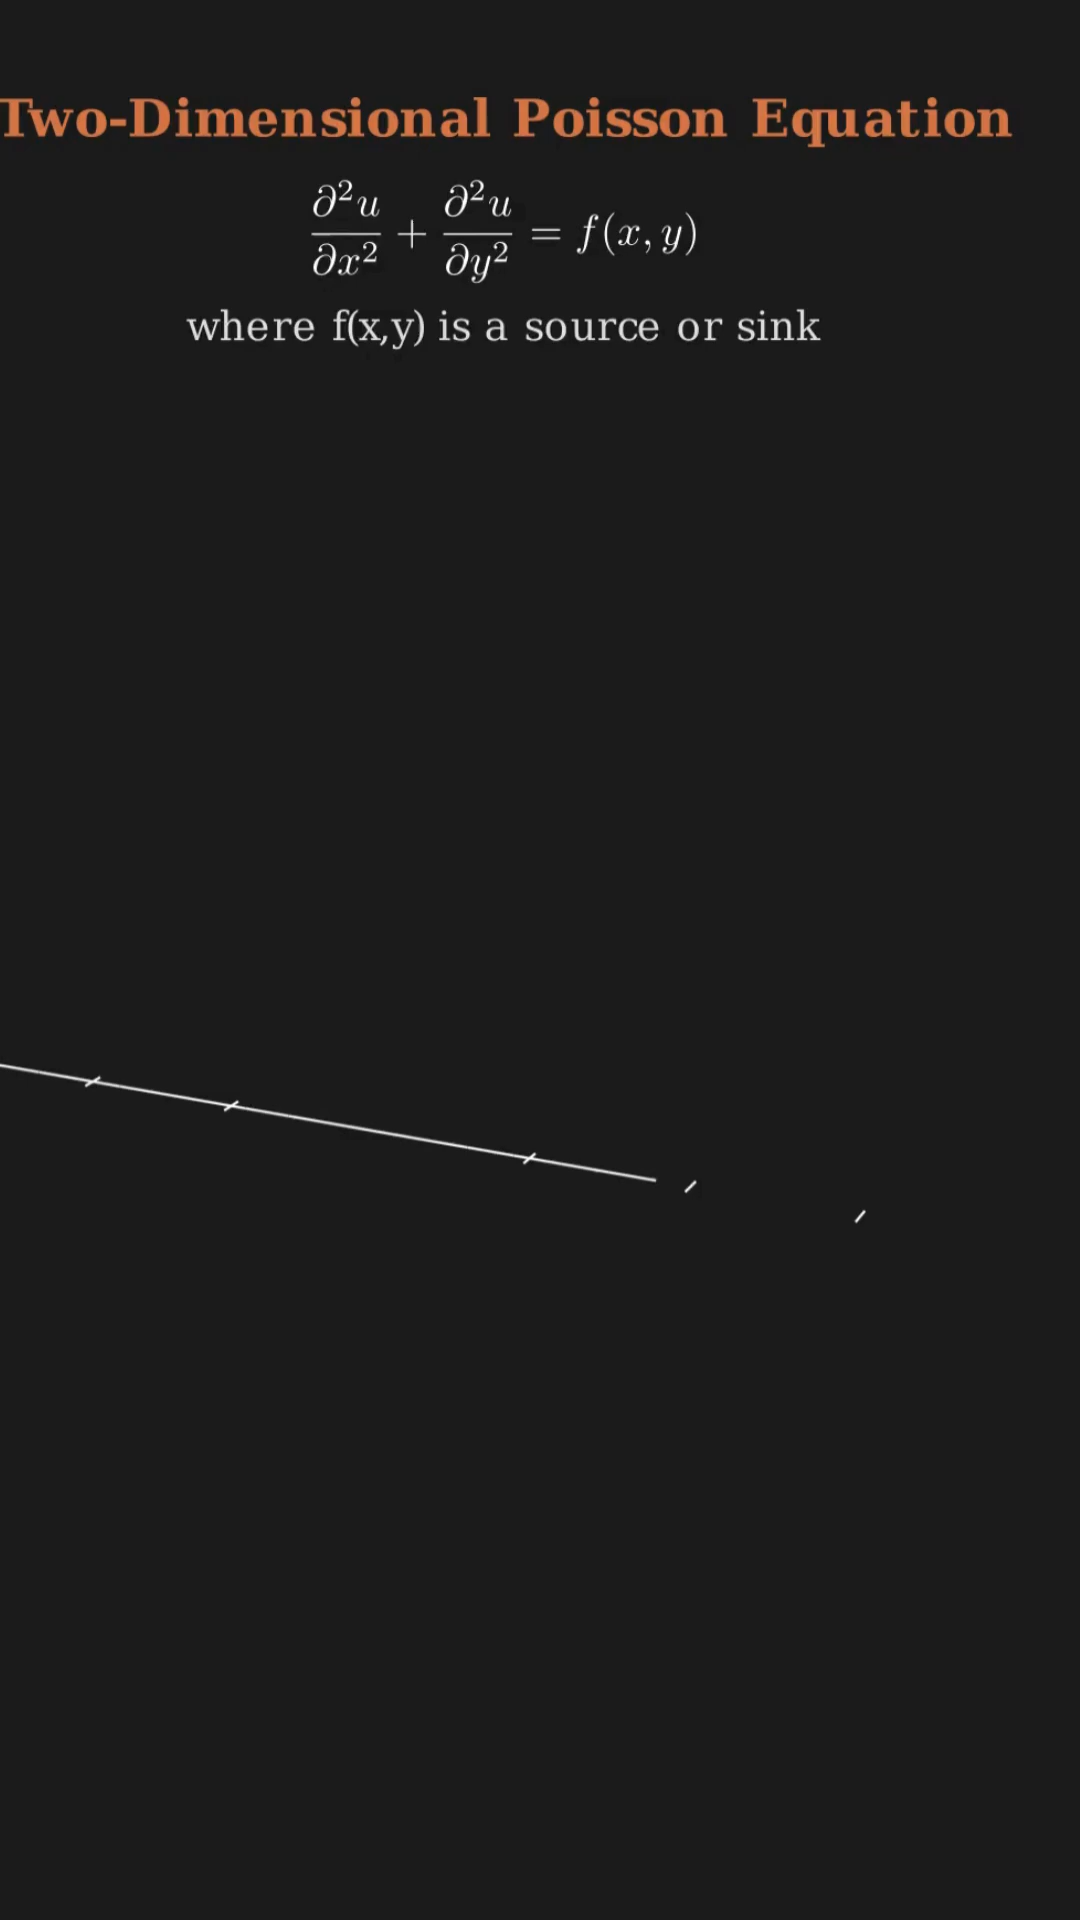 Two-Dimensional Poisson Equation
∂²u/∂x² + ∂²u/∂y² = f(x, y)
where f(x,y) is a source or sink